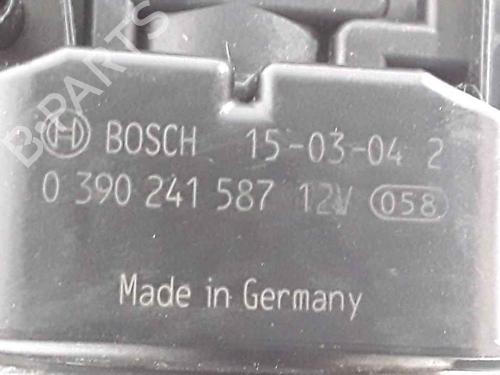 B-PARTS
BOSCH 15-03-04 2
0 390 241 587 12V 058
Made in Germany